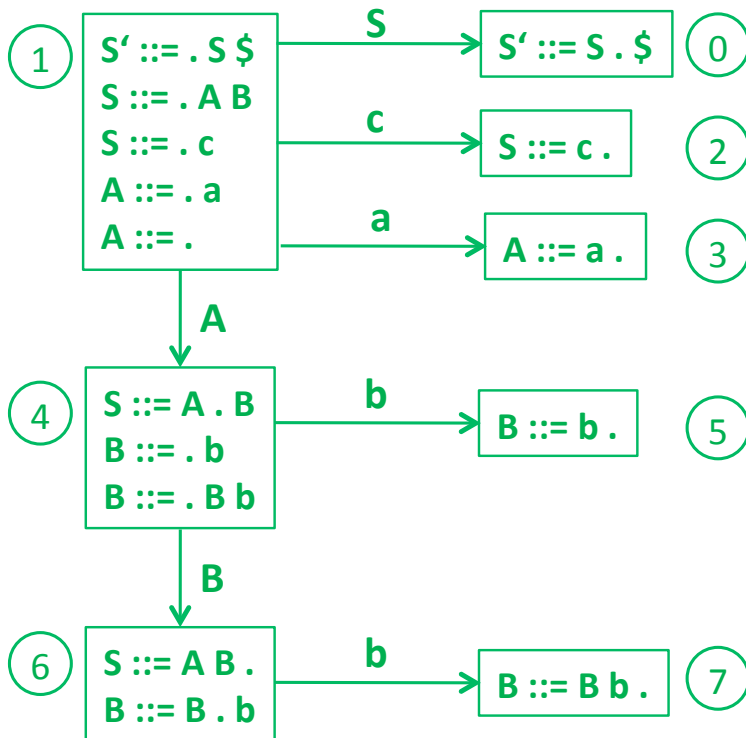 1
S‘ ::= . S $
S ::= . A B
S ::= . c
A ::= . a
A ::= .
S
S‘ ::= S . $
0
c
S ::= c .
2
a
A ::= a .
3
A
4
S ::= A . B
B ::= . b
B ::= . B b
b
B ::= b .
5
B
6
S ::= A B .
B ::= B . b
b
B ::= B b .
7